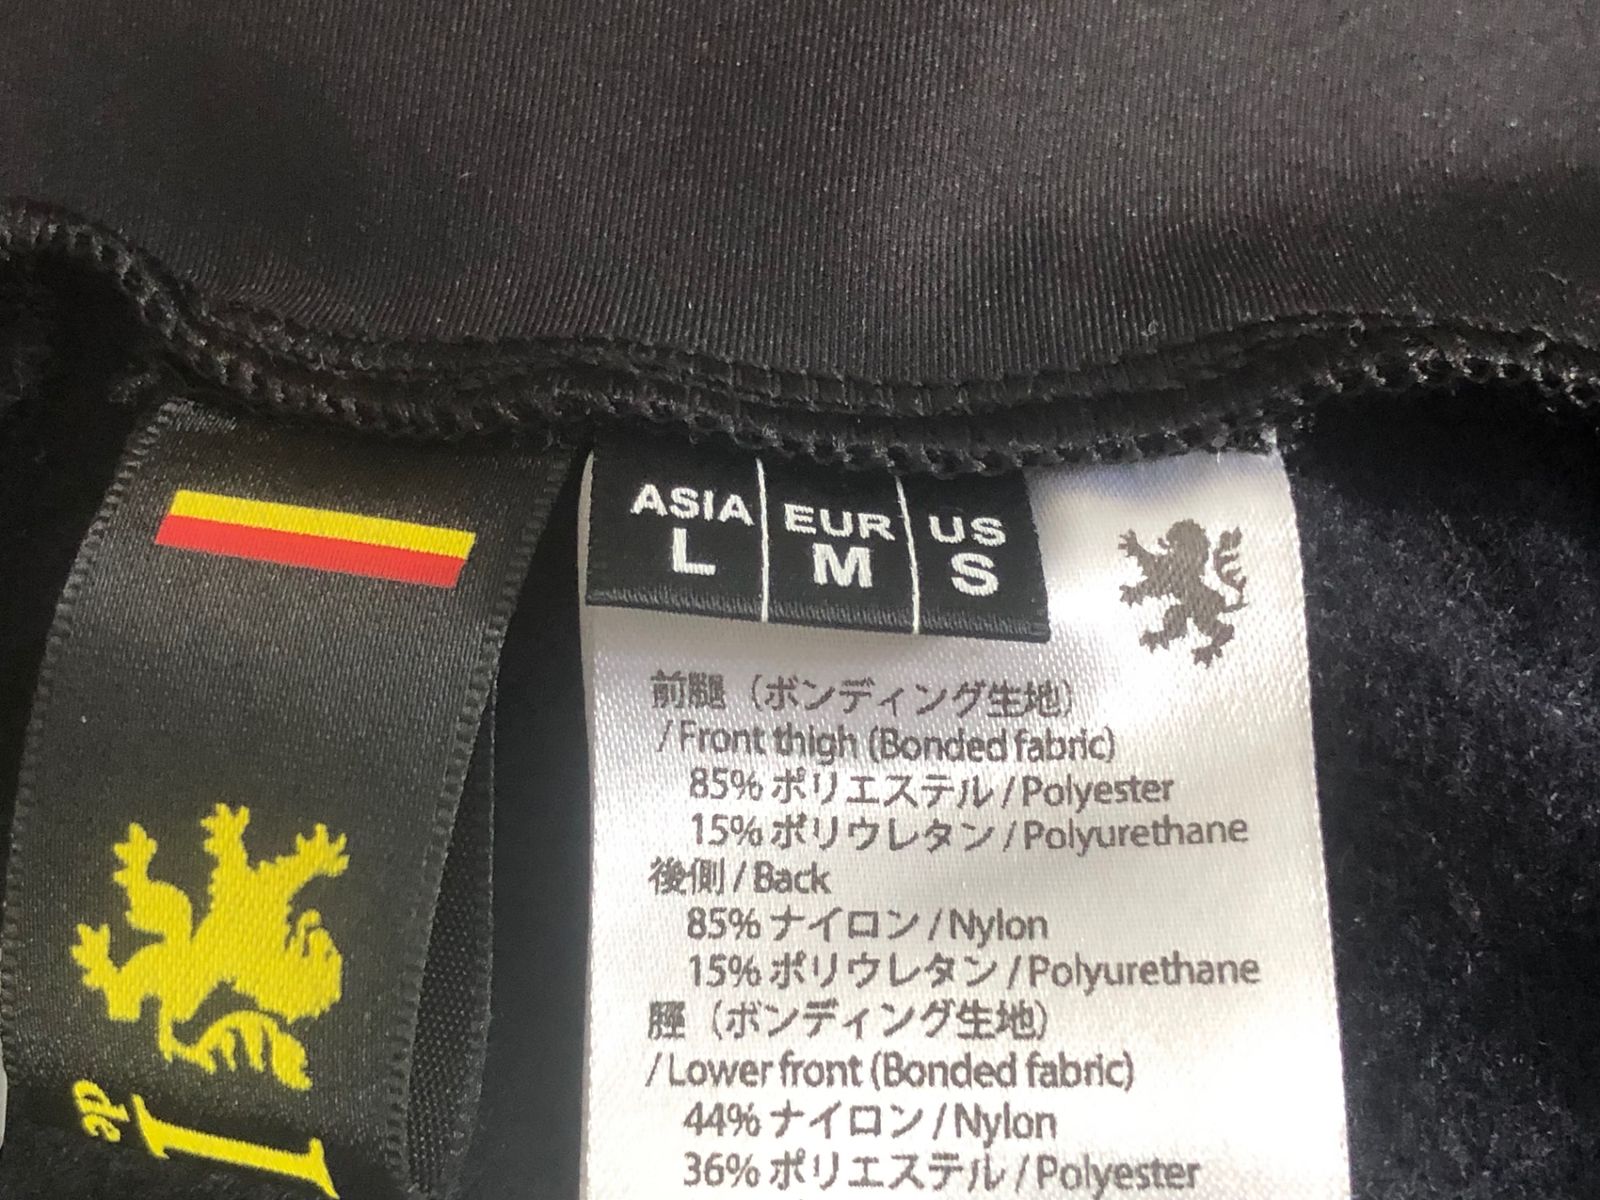 ASIA EUR US
L M S
前腿（ボンディング生地）
/Front thigh (Bonded fabric)
85% ポリエステル/Polyester
15% ポリウレタン/Polyurethane
後側/Back
85% ナイロン/Nylon
15% ポリウレタン/Polyurethane
脛（ボンディング生地）
/Lower front (Bonded fabric)
44% ナイロン/Nylon
36% ポリエステル/Polyester
de